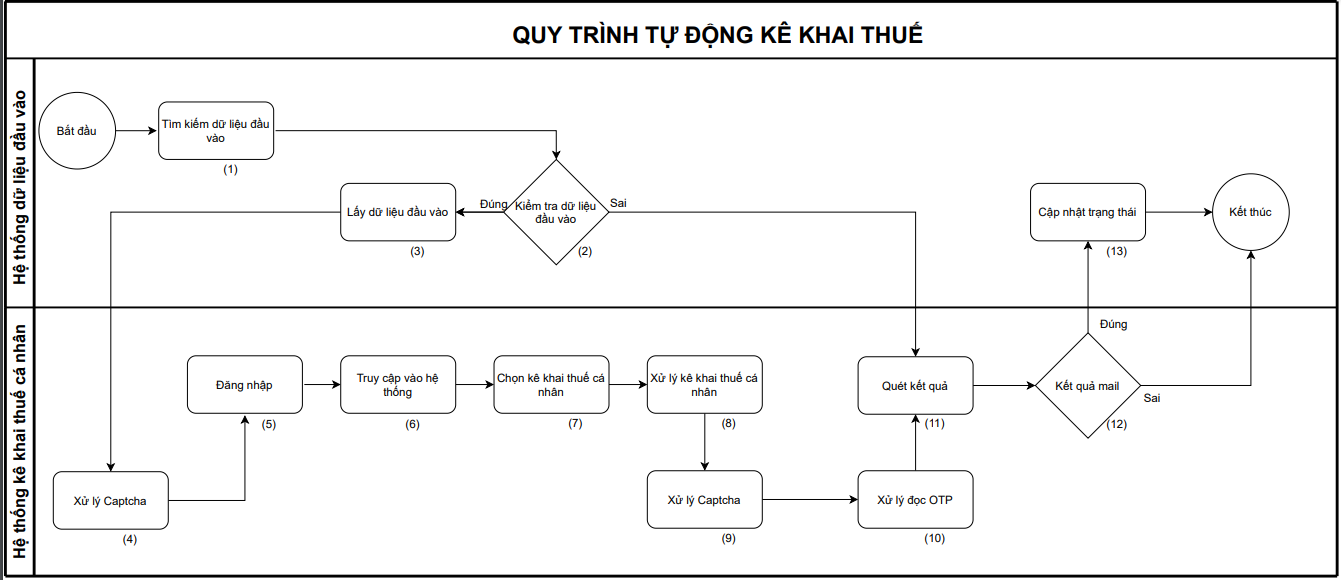 QUY TRÌNH TỰ ĐỘNG KÊ KHAI THUẾ
Hệ thống dữ liệu đầu vào
Bắt đầu
Tìm kiếm dữ liệu đầu
vào
(1)
Lấy dữ liệu đầu vào
(3)
Đúng
Kiểm tra dữ liệu
đầu vào
Sai
(2)
Cập nhật trạng thái
(13)
Kết thúc
Hệ thống kê khai thuế cá nhân
Đúng
Đăng nhập
(5)
Truy cập vào hệ
thống
(6)
Chọn kê khai thuế cá
nhân
(7)
Xử lý kê khai thuế cá
nhân
(8)
Quét kết quả
(11)
Kết quả mail
Sai
(12)
Xử lý Captcha
(4)
Xử lý Captcha
(9)
Xử lý đọc OTP
(10)